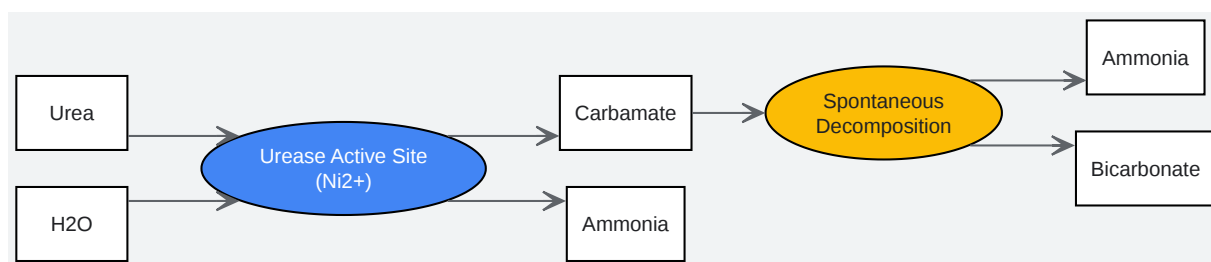 Urea
H2O
Urease Active Site
(Ni2+)
Carbamate
Ammonia
Spontaneous
Decomposition
Ammonia
Bicarbonate